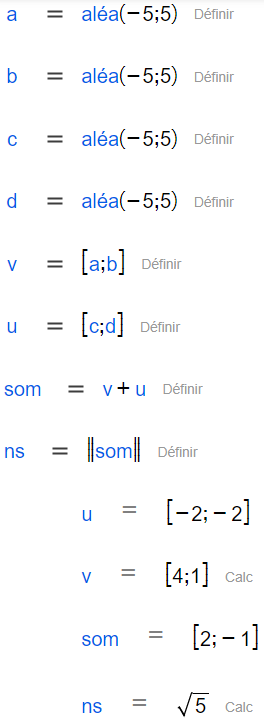 a = aléa(−5;5) Définir
b = aléa(−5;5) Définir
c = aléa(−5;5) Définir
d = aléa(−5;5) Définir
v = [a;b] Définir
u = [c;d] Définir
som = v+u Définir
ns = ‖som‖ Définir
u = [−2;−2]
v = [4;1] Calc
som = [2;−1]
ns = √5 Calc